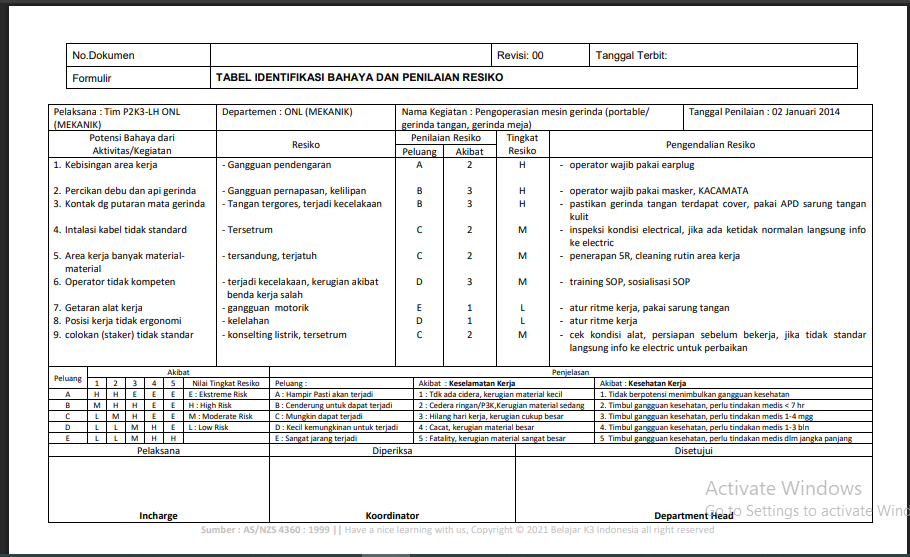 No.Dokumen Revisi: 00 Tanggal Terbit:
Formulir TABEL IDENTIFIKASI BAHAYA DAN PENILAIAN RESIKO
Pelaksana : Tim P2K3-LH ONL (MEKANIK) Departemen : ONL (MEKANIK) Nama Kegiatan : Pengoperasian mesin gerinda (portable/ gerinda tangan, gerinda meja) Tanggal Penilaian : 02 Januari 2014
Potensi Bahaya dari Aktivitas/Kegiatan Resiko Penilaian Resiko Tingkat Resiko Pengendalian Resiko
Peluang Akibat
1. Kebisingan area kerja - Gangguan pendengaran A 2 H - operator wajib pakai earplug
2. Percikan debu dan api gerinda - Gangguan pernapasan, kelilipan B 3 H - operator wajib pakai masker, KACAMATA
3. Kontak dg putaran mata gerinda - Tangan tergores, terjadi kecelakaan B 3 H - pastikan gerinda tangan terdapat cover, pakai APD sarung tangan
kulit
4. Intalasi kabel tidak standard - Tersetrum C 2 M - inspeksi kondisi electrical, jika ada ketidak normalan langsung info
ke electric
5. Area kerja banyak material- - tersandung, terjatuh C 2 M - penerapan 5R, cleaning rutin area kerja
material
6. Operator tidak kompeten - terjadi kecelakaan, kerugian akibat D 3 M - training SOP, sosialisasi SOP
benda kerja salah
7. Getaran alat kerja - gangguan motorik E 1 L - atur ritme kerja, pakai sarung tangan
8. Posisi kerja tidak ergonomi - kelelahan D 1 L - atur ritme kerja
9. colokan (staker) tidak standar - konselting listrik, tersetrum C 2 M - cek kondisi alat, persiapan sebelum bekerja, jika tidak standar
langsung info ke electric untuk perbaikan
Peluang Akibat Penjelasan
1 2 3 4 5 Nilai Tingkat Resiko Peluang : Akibat : Keselamatan Kerja Akibat : Kesehatan Kerja
A H H E E E E : Ekstreme Risk A : Hampir Pasti akan terjadi 1 : Tdk ada cidera, kerugian material kecil 1. Tidak berpotensi menimbulkan gangguan kesehatan
B M H H E E H : High Risk B : Cenderung untuk dapat terjadi 2 : Cedera ringan/P3K,Kerugian material sedang 2. Timbul gangguan kesehatan, perlu tindakan medis < 7 hr
C L M H E E M : Moderate Risk C : Mungkin dapat terjadi 3 : Hilang hari kerja, kerugian cukup besar 3. Timbul gangguan kesehatan, perlu tindakan medis 1-4 mgg
D L L M H E L : Low Risk D : Kecil kemungkinan untuk terjadi 4 : Cacat, kerugian material besar 4. Timbul gangguan kesehatan, perlu tindakan medis 1-3 bln
E L L M H H E : Sangat jarang terjadi 5 : Fatality, kerugian material sangat besar 5 Timbul gangguan kesehatan, perlu tindakan medis dlm jangka panjang
Pelaksana Diperiksa Disetujui
Activate Windows
Go to Settings to activate Wind
Incharge Koordinator Department Head
Sumber : AS/NZS 4360 : 1999 || Have a nice learning with us, Copyright © 2021 Belajar K3 Indonesia all right reserved